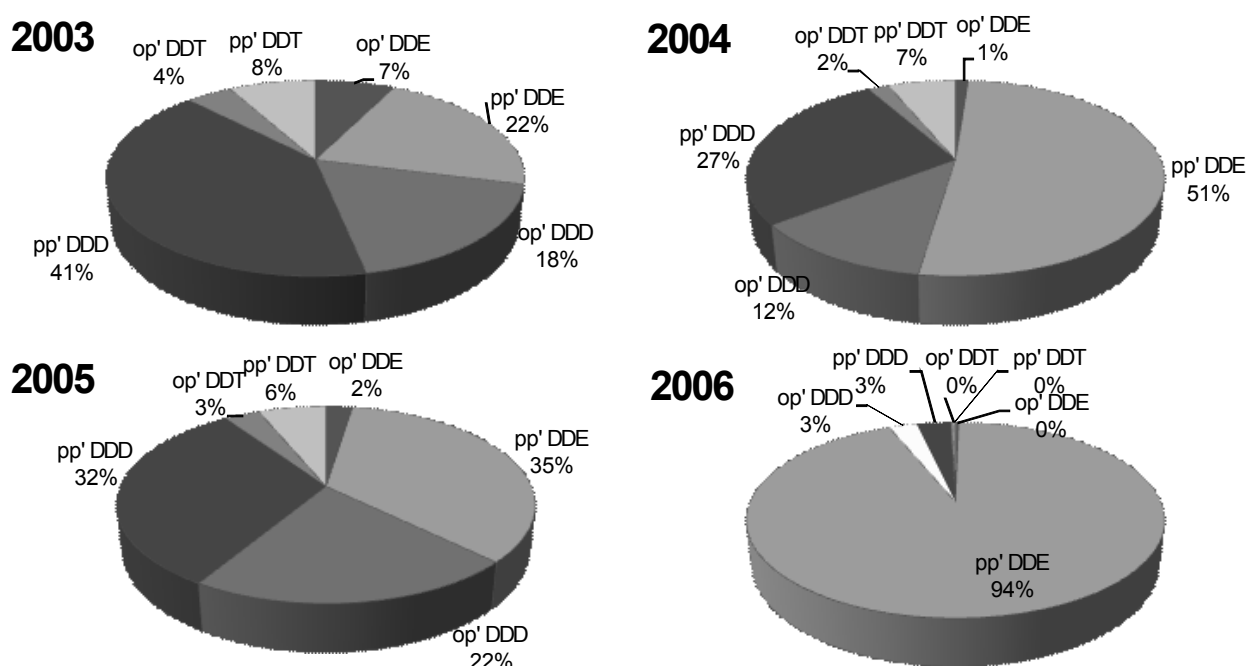 2003
op' DDT
4%
pp' DDT
8%
op' DDE
7%
pp' DDE
22%
op' DDD
18%
pp' DDD
41%
2004
op' DDT
2%
pp' DDT
7%
op' DDE
1%
pp' DDE
51%
op' DDD
12%
pp' DDD
27%
2005
op' DDT
3%
pp' DDT
6%
op' DDE
2%
pp' DDE
35%
op' DDD
22%
pp' DDD
32%
2006
op' DDD
3%
pp' DDD
3%
op' DDT
0%
pp' DDT
0%
op' DDE
0%
pp' DDE
94%